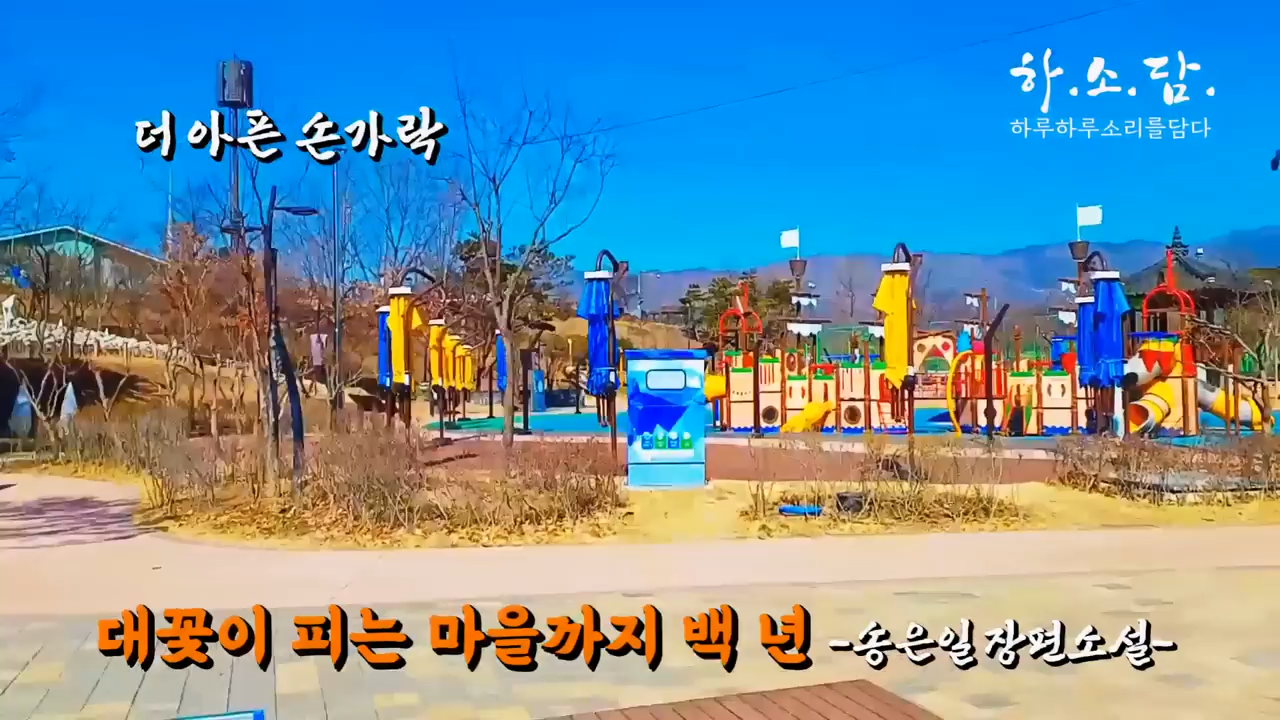 하.소.담.
하루하루소리를담다
더 아픈 손가락
대꽃이 피는 마을까지 백 년 -송은일 장편소설-